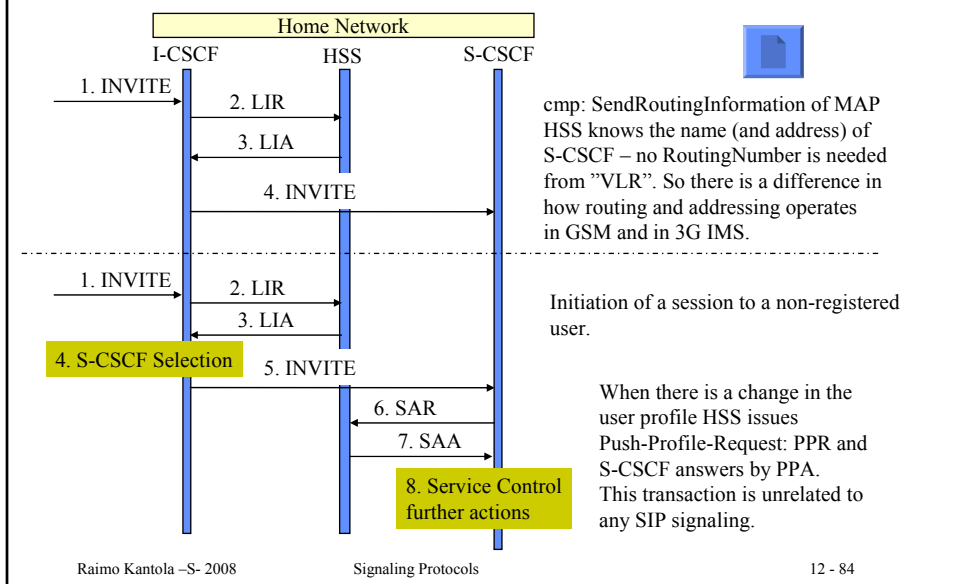 Home Network
I-CSCF HSS S-CSCF
1. INVITE
2. LIR
3. LIA
4. INVITE
cmp: SendRoutingInformation of MAP
HSS knows the name (and address) of
S-CSCF – no RoutingNumber is needed
from ”VLR”. So there is a difference in
how routing and addressing operates
in GSM and in 3G IMS.
1. INVITE
2. LIR
3. LIA
4. S-CSCF Selection
5. INVITE
6. SAR
7. SAA
8. Service Control
further actions
Initiation of a session to a non-registered
user.
When there is a change in the
user profile HSS issues
Push-Profile-Request: PPR and
S-CSCF answers by PPA.
This transaction is unrelated to
any SIP signaling.
Raimo Kantola –S- 2008 Signaling Protocols 12 - 84